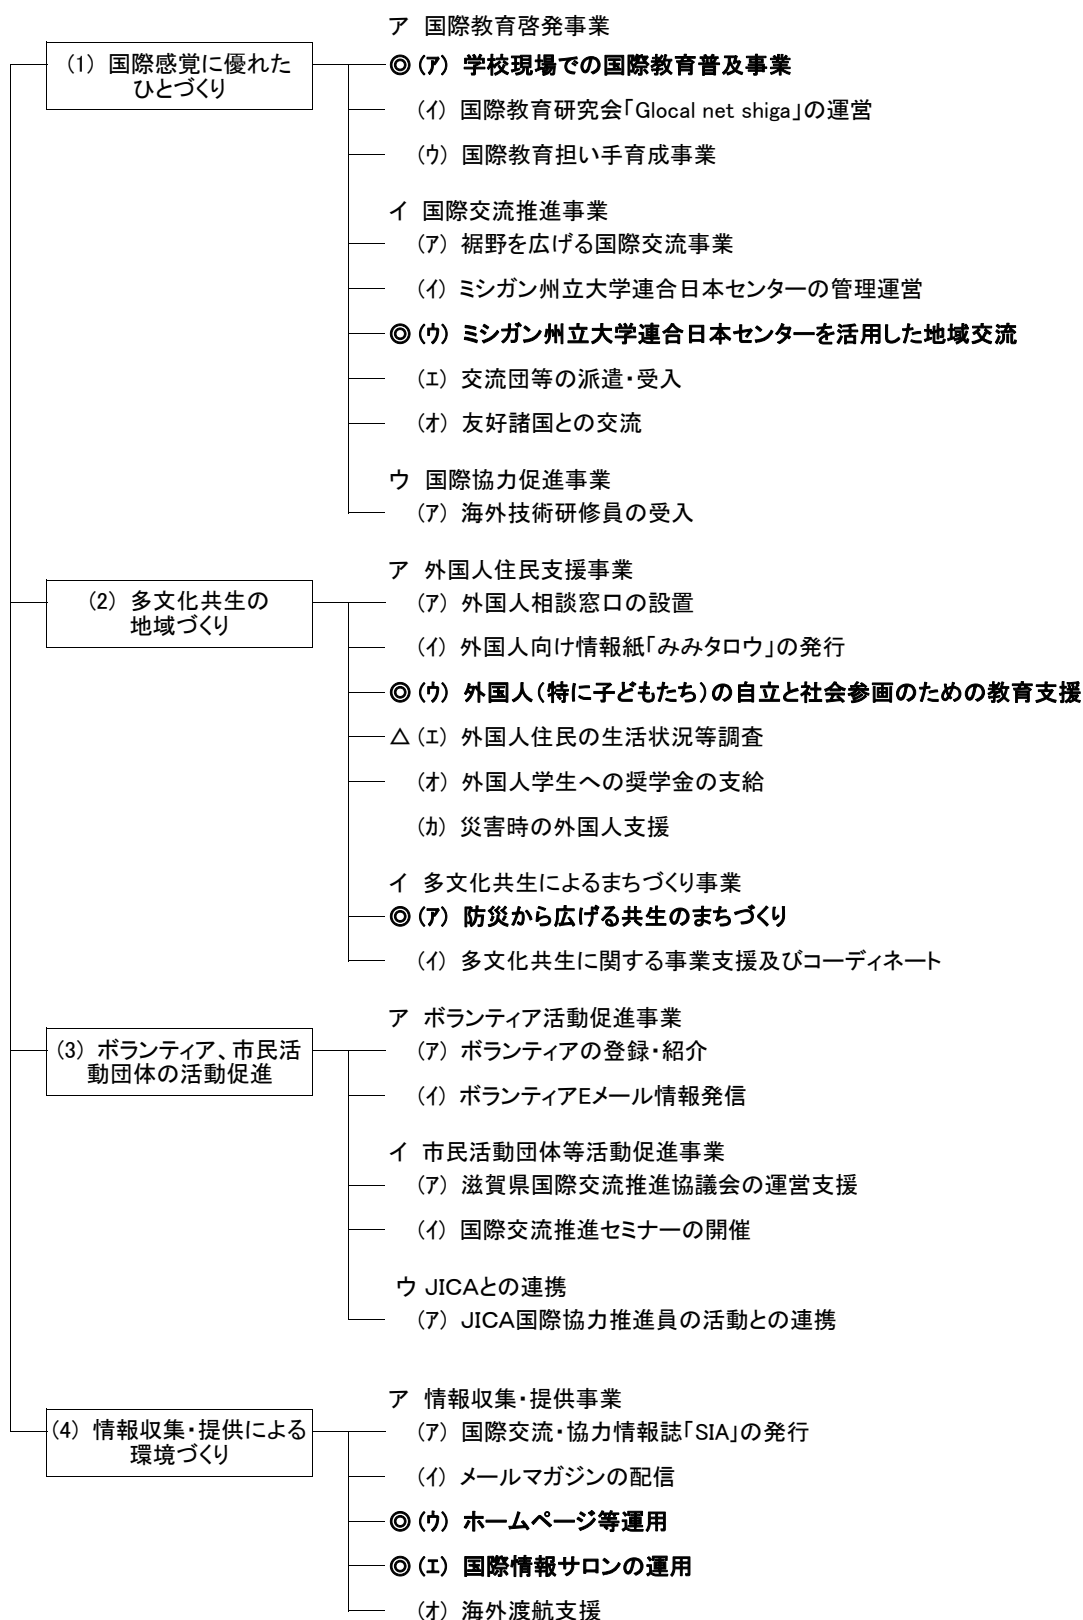 ア 国際教育啓発事業
(1) 国際感覚に優れた
ひとづくり
◎(ア) 学校現場での国際教育普及事業
(イ) 国際教育研究会「Glocal net shiga」の運営
(ウ) 国際教育担い手育成事業
イ 国際交流推進事業
(ア) 裾野を広げる国際交流事業
(イ) ミシガン州立大学連合日本センターの管理運営
◎(ウ) ミシガン州立大学連合日本センターを活用した地域交流
(エ) 交流団等の派遣・受入
(オ) 友好諸国との交流
ウ 国際協力促進事業
(ア) 海外技術研修員の受入
ア 外国人住民支援事業
(2) 多文化共生の
地域づくり
(ア) 外国人相談窓口の設置
(イ) 外国人向け情報紙「みみタロウ」の発行
◎(ウ) 外国人(特に子どもたち)の自立と社会参画のための教育支援
△(エ) 外国人住民の生活状況等調査
(オ) 外国人学生への奨学金の支給
(カ) 災害時の外国人支援
イ 多文化共生によるまちづくり事業
◎(ア) 防災から広げる共生のまちづくり
(イ) 多文化共生に関する事業支援及びコーディネート
ア ボランティア活動促進事業
(3) ボランティア、市民活
動団体の活動促進
(ア) ボランティアの登録・紹介
(イ) ボランティアEメール情報発信
イ 市民活動団体等活動促進事業
(ア) 滋賀県国際交流推進協議会の運営支援
(イ) 国際交流推進セミナーの開催
ウ JICAとの連携
(ア) JICA国際協力推進員の活動との連携
ア 情報収集・提供事業
(4) 情報収集・提供による
環境づくり
(ア) 国際交流・協力情報誌「SIA」の発行
(イ) メールマガジンの配信
◎(ウ) ホームページ等運用
◎(エ) 国際情報サロンの運用
(オ) 海外渡航支援